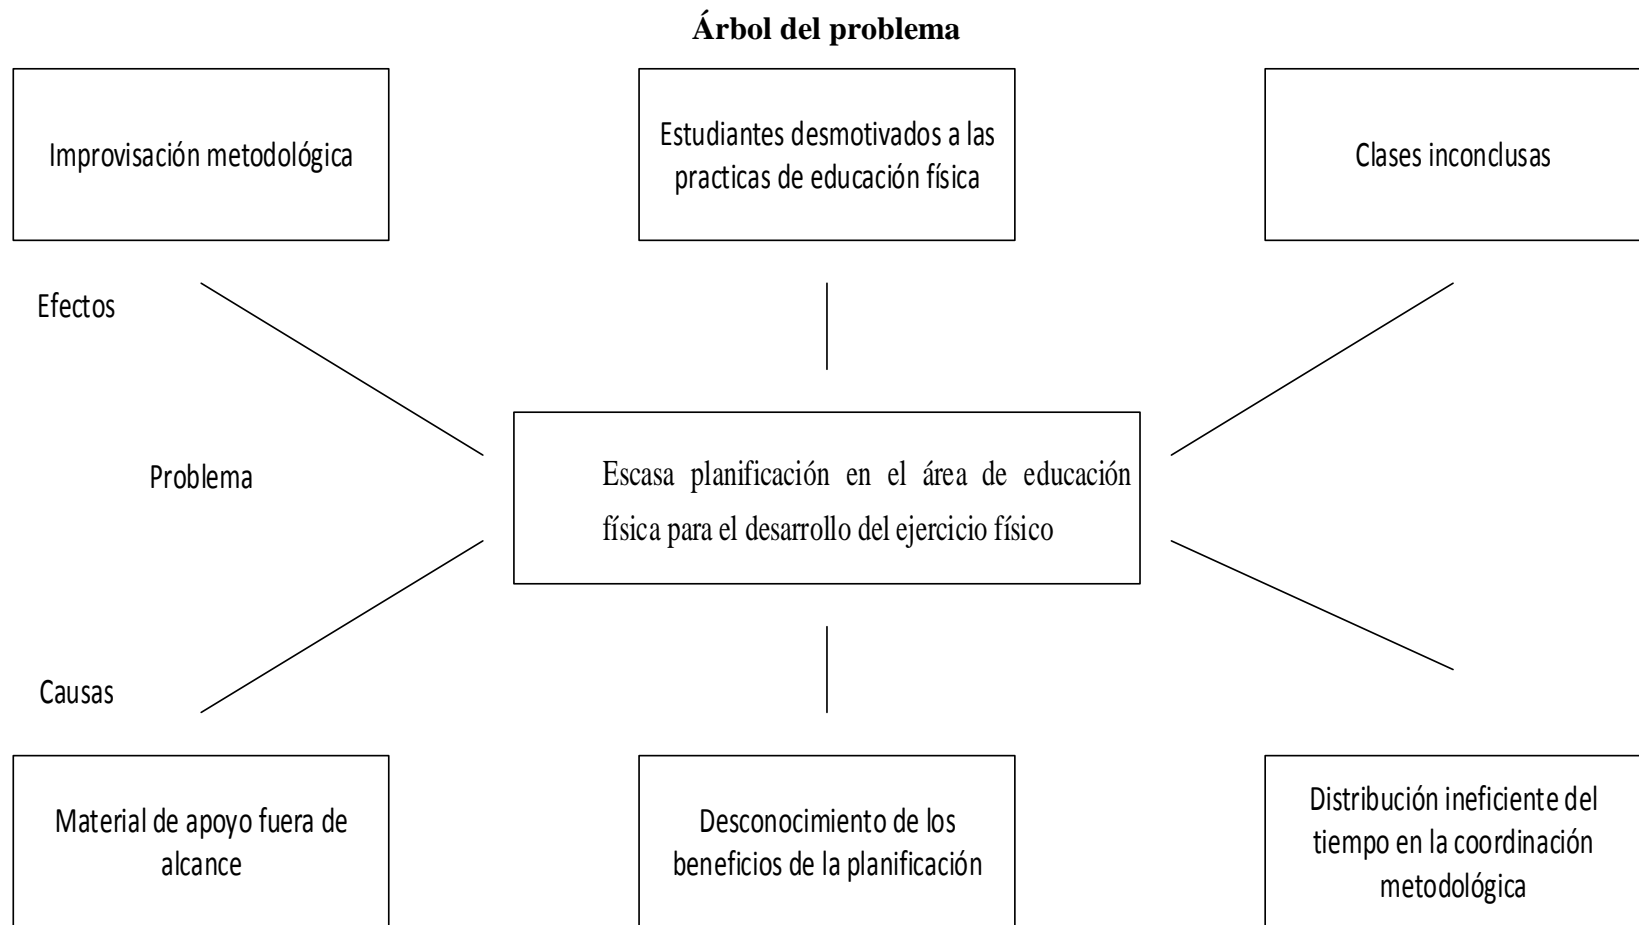 Árbol del problema
Improvisación metodológica
Estudiantes desmotivados a las
practicas de educación física
Clases inconclusas
Efectos
Problema
Escasa planificación en el área de educación
física para el desarrollo del ejercicio físico
Causas
Material de apoyo fuera de
alcance
Desconocimiento de los
beneficios de la planificación
Distribución ineficiente del
tiempo en la coordinación
metodológica